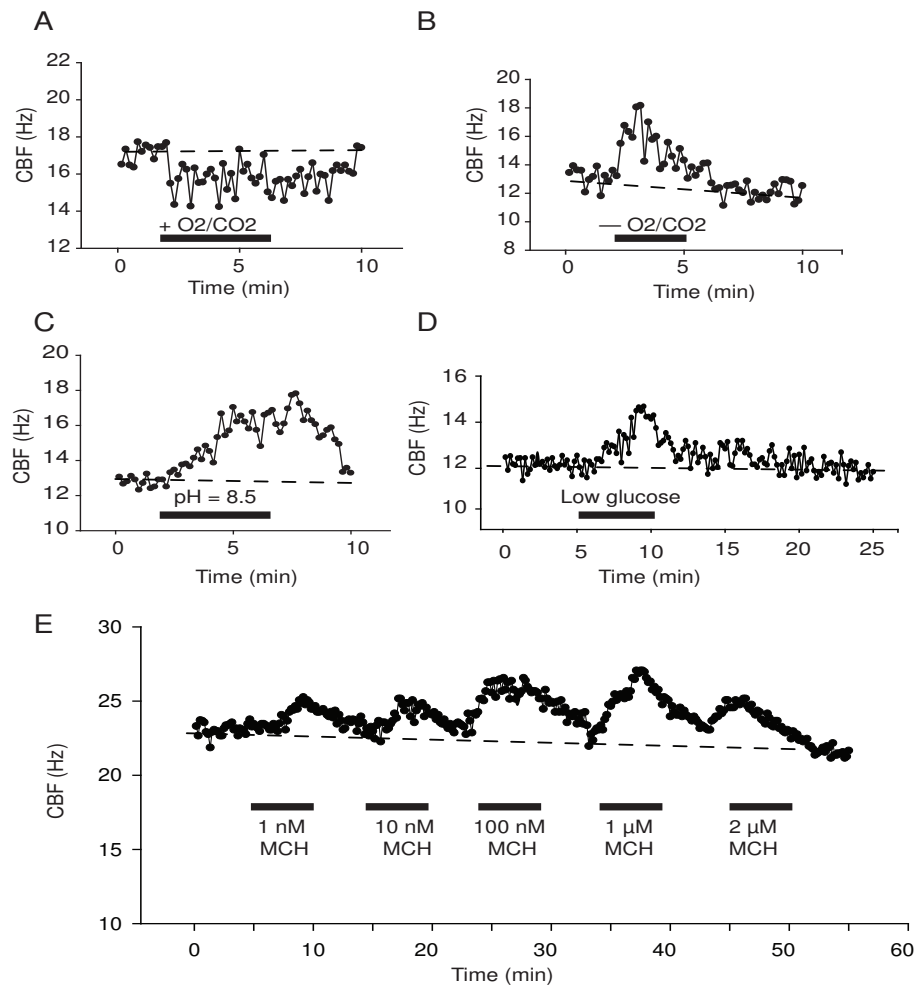 A
CBF (Hz)
22
20
18
16
14
12
+ O2/CO2
0
5
10
Time (min)
B
CBF (Hz)
20
18
16
14
12
10
8
— O2/CO2
0
5
10
Time (min)
C
CBF (Hz)
20
18
16
14
12
10
pH = 8.5
0
5
10
Time (min)
D
CBF (Hz)
16
14
12
10
Low glucose
0
5
10
15
20
25
Time (min)
E
CBF (Hz)
30
25
20
15
10
1 nM
MCH
10 nM
MCH
100 nM
MCH
1 µM
MCH
2 µM
MCH
0
10
20
30
40
50
60
Time (min)